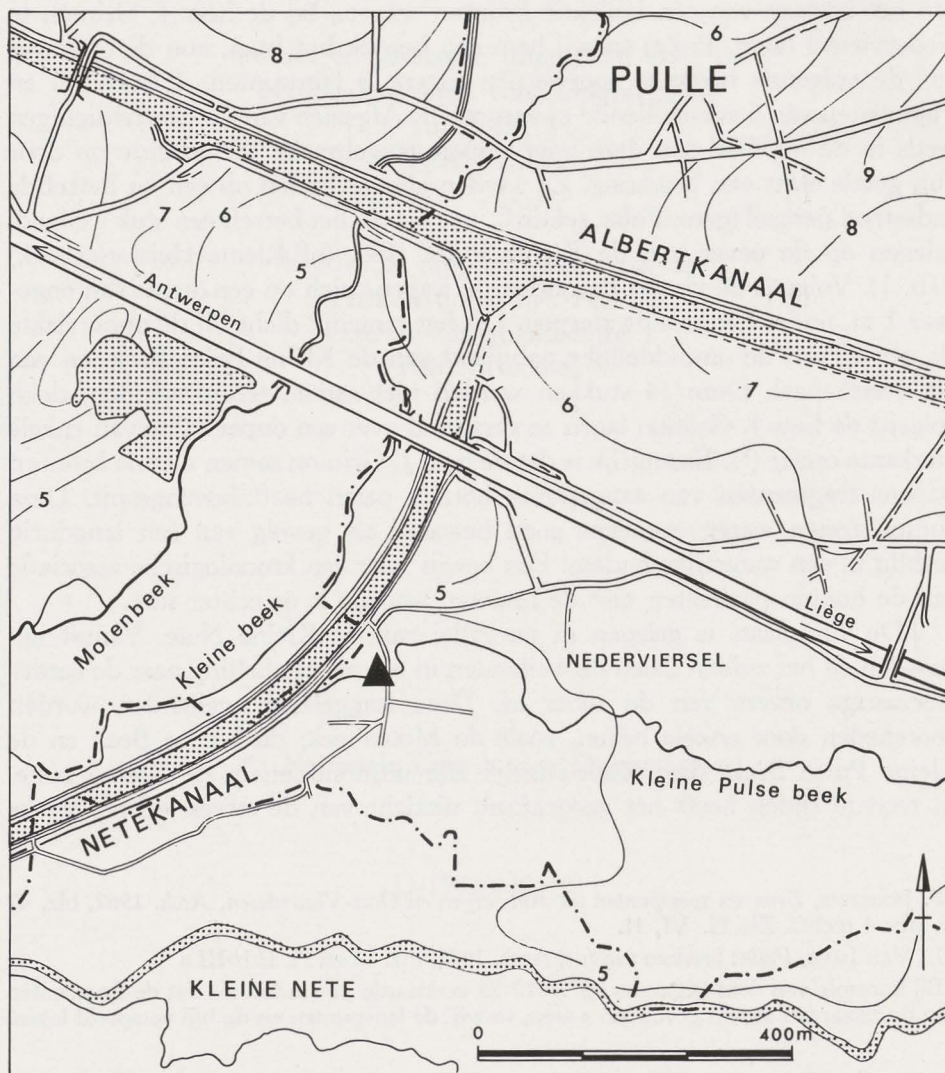 6
8
PULLE
9
7
6
8
ALBERTKANAAL
5
Antwerpen
7
6
5
Molenbeek
Kleine beek
5
Liège
NEDERVIERSEL
Kleine Pulse beek
NETEKANAAL
5
KLEINE NETE
0 400m